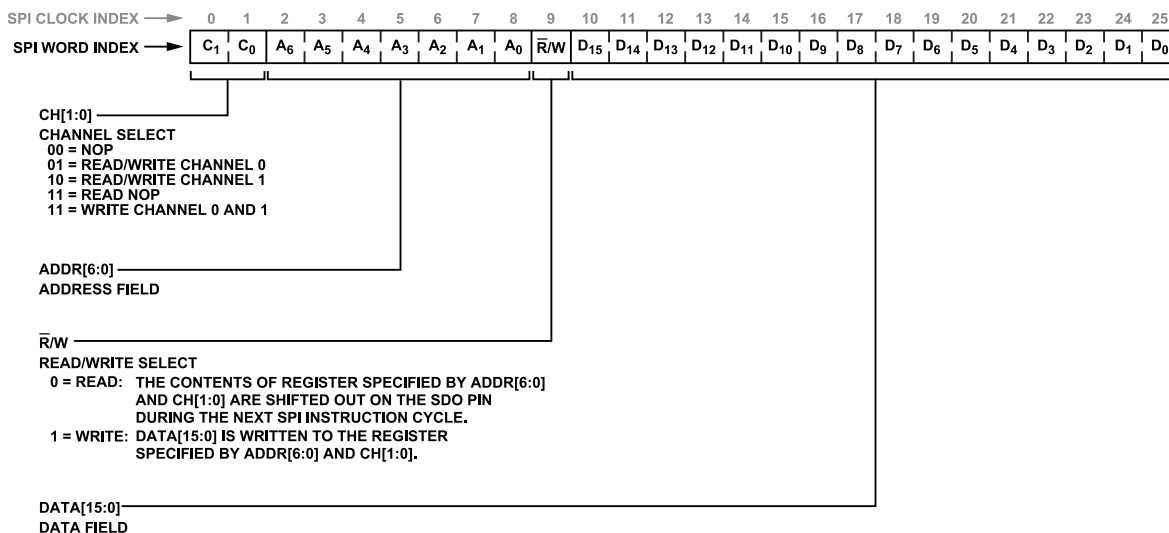 SPI CLOCK INDEX 0 1 2 3 4 5 6 7 8 9 10 11 12 13 14 15 16 17 18 19 20 21 22 23 24 25
SPI WORD INDEX C1 C0 A6 A5 A4 A3 A2 A1 A0 R̅/W D15 D14 D13 D12 D11 D10 D9 D8 D7 D6 D5 D4 D3 D2 D1 D0
CH[1:0]
CHANNEL SELECT
00 = NOP
01 = READ/WRITE CHANNEL 0
10 = READ/WRITE CHANNEL 1
11 = READ NOP
11 = WRITE CHANNEL 0 AND 1
ADDR[6:0]
ADDRESS FIELD
R̅/W
READ/WRITE SELECT
0 = READ: THE CONTENTS OF REGISTER SPECIFIED BY ADDR[6:0]
AND CH[1:0] ARE SHIFTED OUT ON THE SDO PIN
DURING THE NEXT SPI INSTRUCTION CYCLE.
1 = WRITE: DATA[15:0] IS WRITTEN TO THE REGISTER
SPECIFIED BY ADDR[6:0] AND CH[1:0].
DATA[15:0]
DATA FIELD